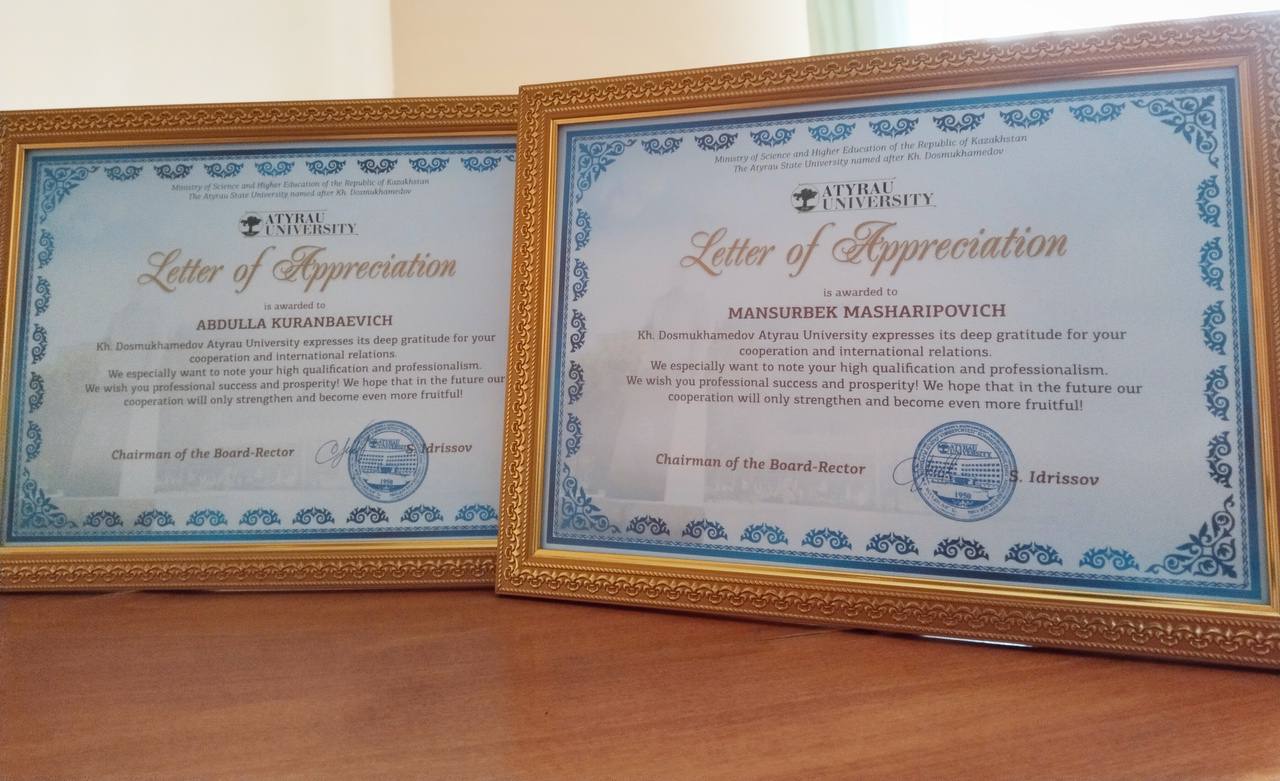 Ministry of Science and Higher Education of the Republic of Kazakhstan
The Atyrau State University named after Kh. Dosmukhamedov
ATYRAU
UNIVERSITY
Letter of Appreciation
is awarded to
ABDULLA KURANBAEVICH
Kh. Dosmukhamedov Atyrau University expresses its deep gratitude for your
cooperation and international relations.
We especially want to note your high qualification and professionalism.
We wish you professional success and prosperity! We hope that in the future our
cooperation will only strengthen and become even more fruitful!
Chairman of the Board-Rector
S. Idrissov
ATYRAU
UNIVERSITY
1950
Ministry of Science and Higher Education of the Republic of Kazakhstan
The Atyrau State University named after Kh. Dosmukhamedov
ATYRAU
UNIVERSITY
Letter of Appreciation
is awarded to
MANSURBEK MASHARIPOVICH
Kh. Dosmukhamedov Atyrau University expresses its deep gratitude for your
cooperation and international relations.
We especially want to note your high qualification and professionalism.
We wish you professional success and prosperity! We hope that in the future our
cooperation will only strengthen and become even more fruitful!
Chairman of the Board-Rector
S. Idrissov
ATYRAU
UNIVERSITY
1950